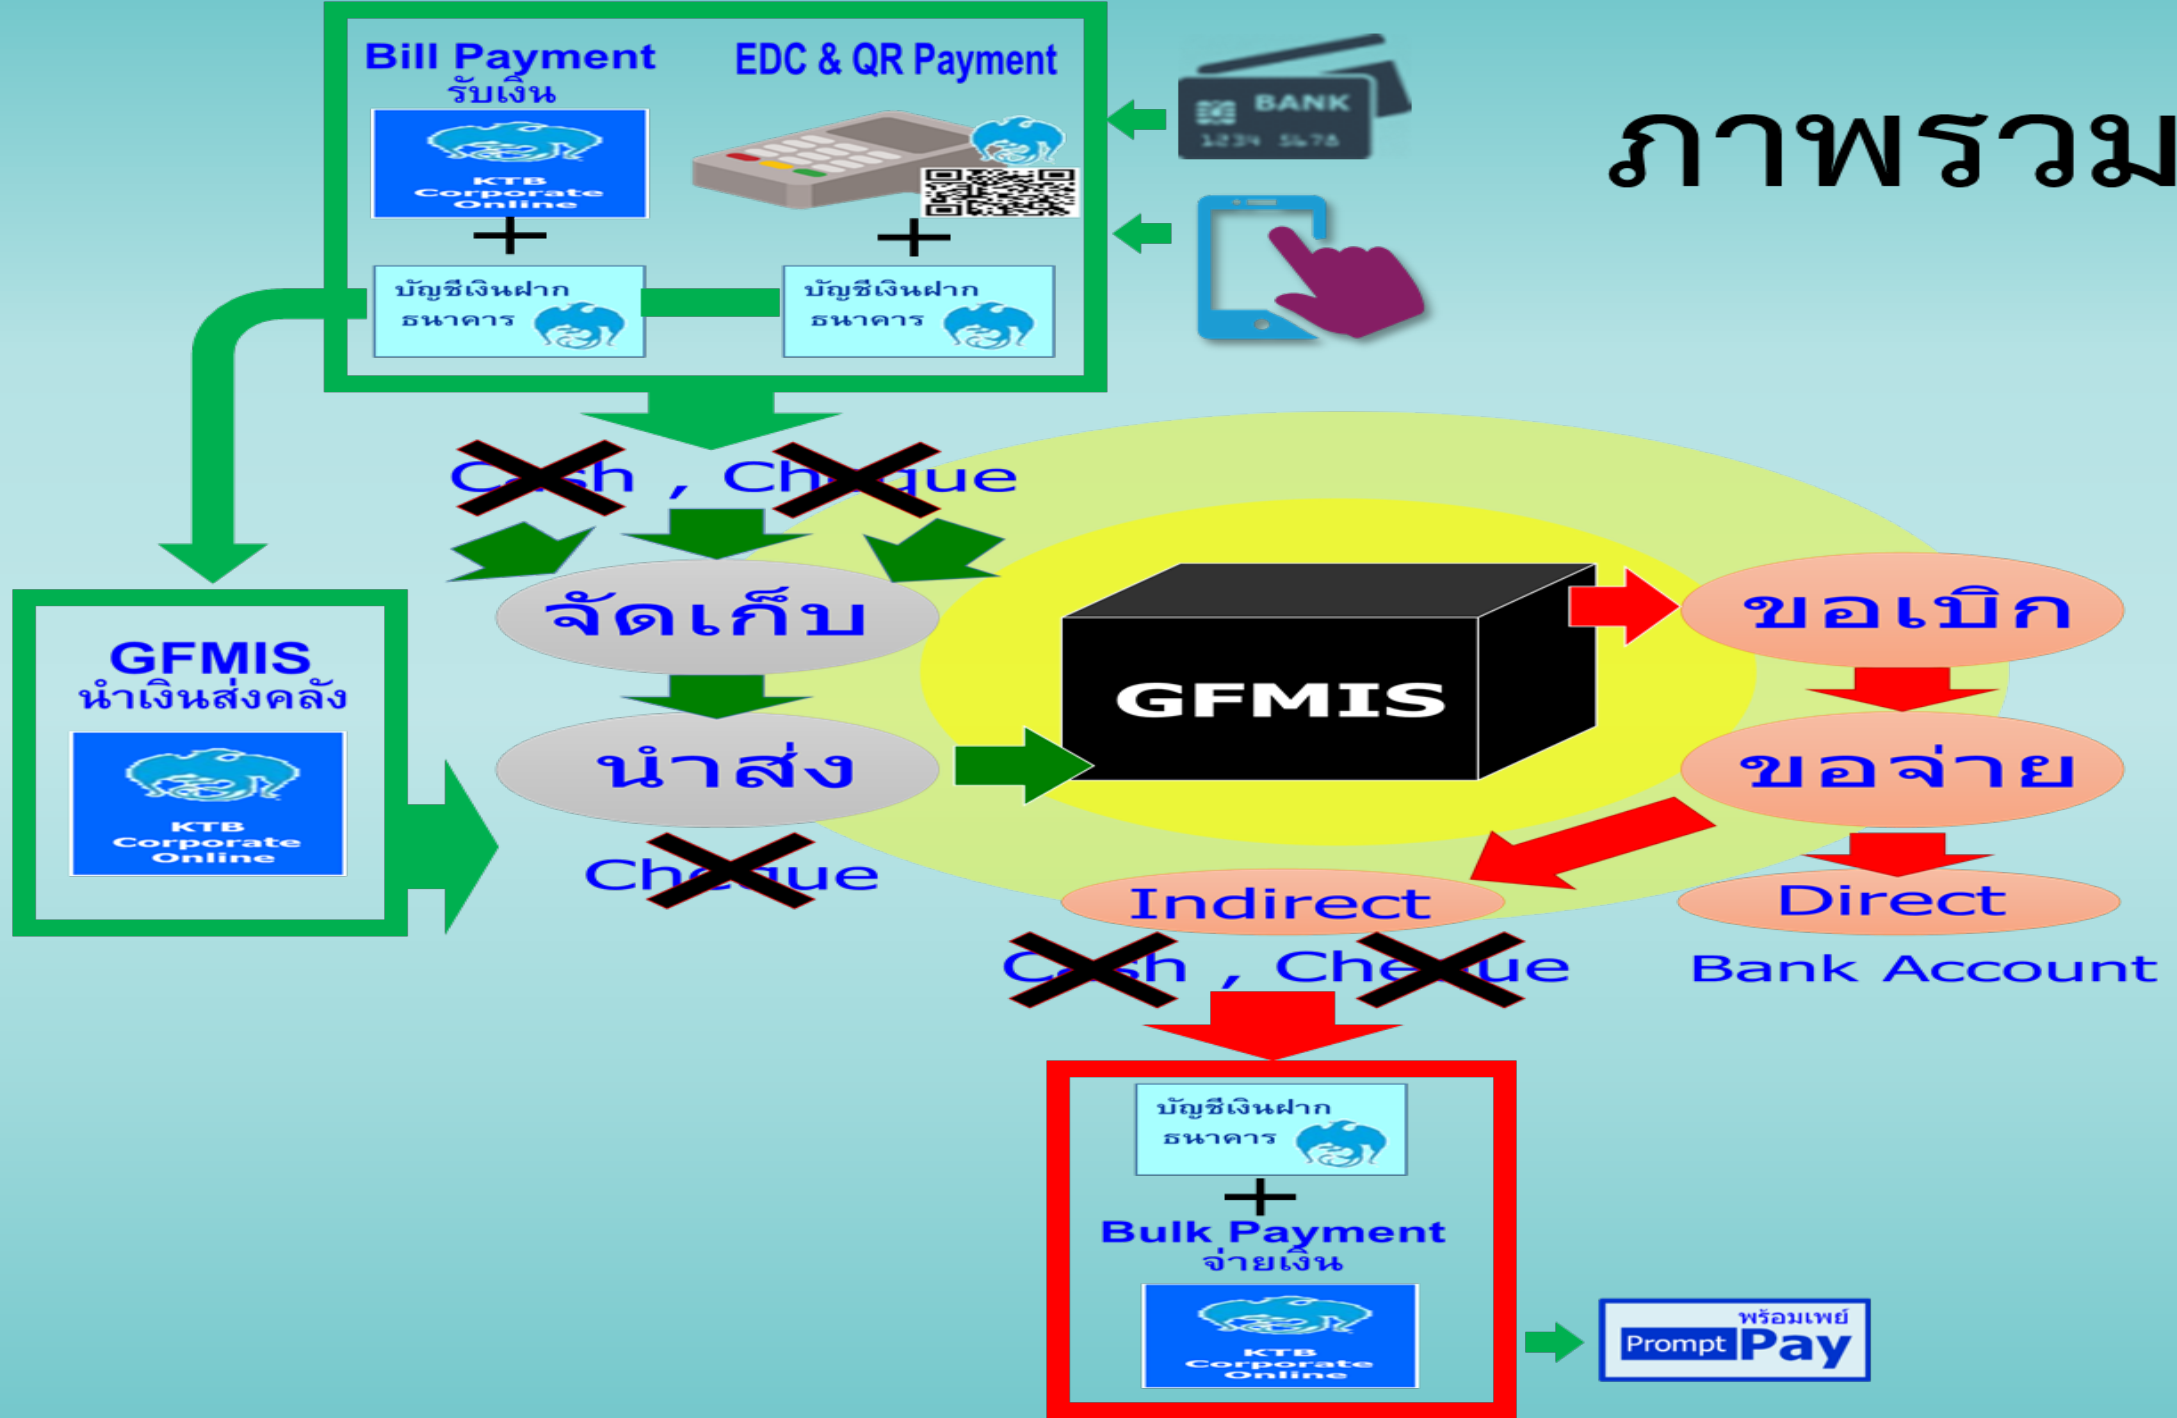 Bill Payment
รับเงิน
KTB
Corporate
Online
EDC & QR Payment
BANK
1234 5678
ภาพรวม
บัญชีเงินฝาก
ธนาคาร
บัญชีเงินฝาก
ธนาคาร
Cash , Cheque
จัดเก็บ
นำส่ง
Cheque
GFMIS
นำเงินส่งคลัง
KTB
Corporate
Online
GFMIS
ขอเบิก
ขอจ่าย
Indirect
Direct
Cash , Cheque
Bank Account
บัญชีเงินฝาก
ธนาคาร
Bulk Payment
จ่ายเงิน
KTB
Corporate
Online
พร้อมเพย์
Prompt Pay